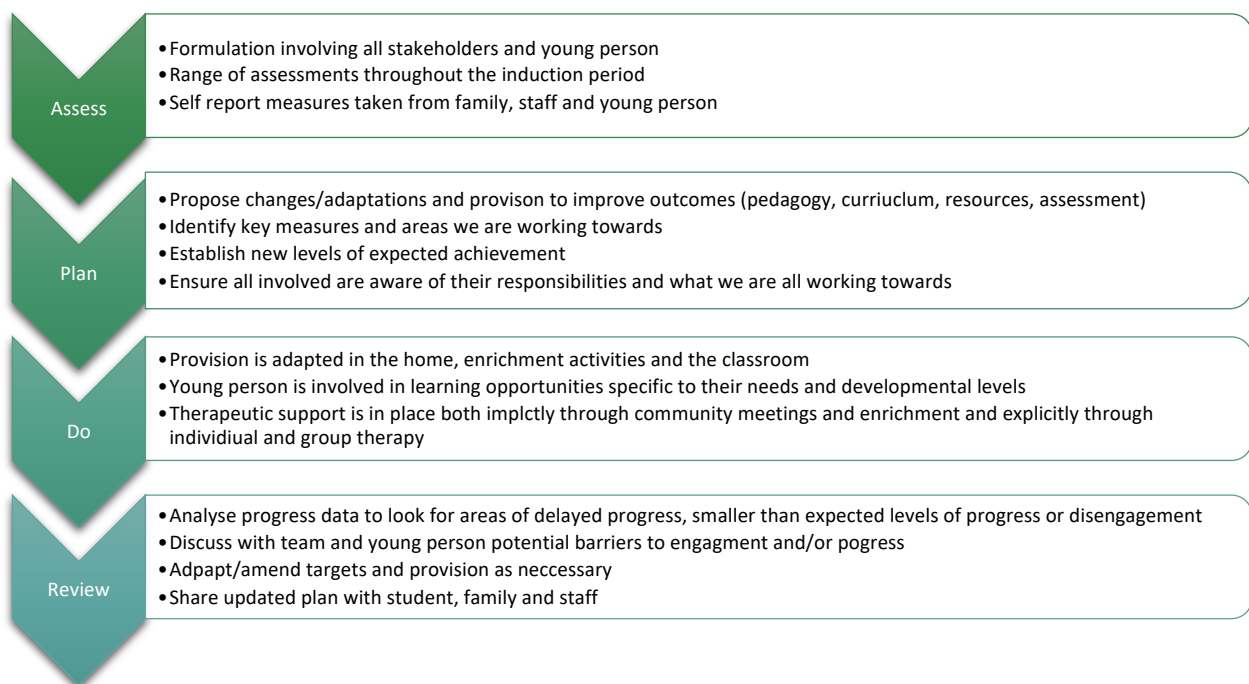 Assess
•Formulation involving all stakeholders and young person
•Range of assessments throughout the induction period
•Self report measures taken from family, staff and young person
Plan
•Propose changes/adaptations and provison to improve outcomes (pedagogy, curriuclum, resources, assessment)
•Identify key measures and areas we are working towards
•Establish new levels of expected achievement
•Ensure all involved are aware of their responsibilities and what we are all working towards
Do
•Provision is adapted in the home, enrichment activities and the classroom
•Young person is involved in learning opportunities specific to their needs and developmental levels
•Therapeutic support is in place both implctly through community meetings and enrichment and explicitly through
individiual and group therapy
Review
•Analyse progress data to look for areas of delayed progress, smaller than expected levels of progress or disengagement
•Discuss with team and young person potential barriers to engagment and/or pogress
•Adpapt/amend targets and provision as neccessary
•Share updated plan with student, family and staff